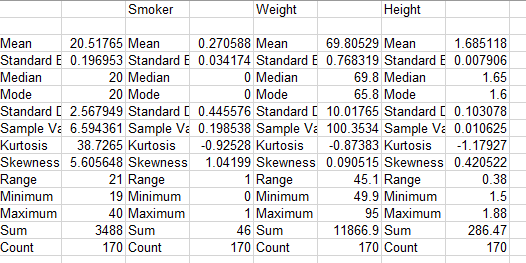 Smoker Weight Height
Mean 20.51765 Mean 0.270588 Mean 69.80529 Mean 1.685118
Standard E 0.196953 Standard E 0.034174 Standard E 0.768319 Standard E 0.007906
Median 20 Median 0 Median 69.8 Median 1.65
Mode 20 Mode 0 Mode 65.8 Mode 1.6
Standard D 2.567949 Standard D 0.445576 Standard D 10.01765 Standard D 0.103078
Sample Va 6.594361 Sample Va 0.198538 Sample Va 100.3534 Sample Va 0.010625
Kurtosis 38.7265 Kurtosis -0.92528 Kurtosis -0.87383 Kurtosis -1.17927
Skewness 5.605648 Skewness 1.04199 Skewness 0.090515 Skewness 0.420522
Range 21 Range 1 Range 45.1 Range 0.38
Minimum 19 Minimum 0 Minimum 49.9 Minimum 1.5
Maximum 40 Maximum 1 Maximum 95 Maximum 1.88
Sum 3488 Sum 46 Sum 11866.9 Sum 286.47
Count 170 Count 170 Count 170 Count 170